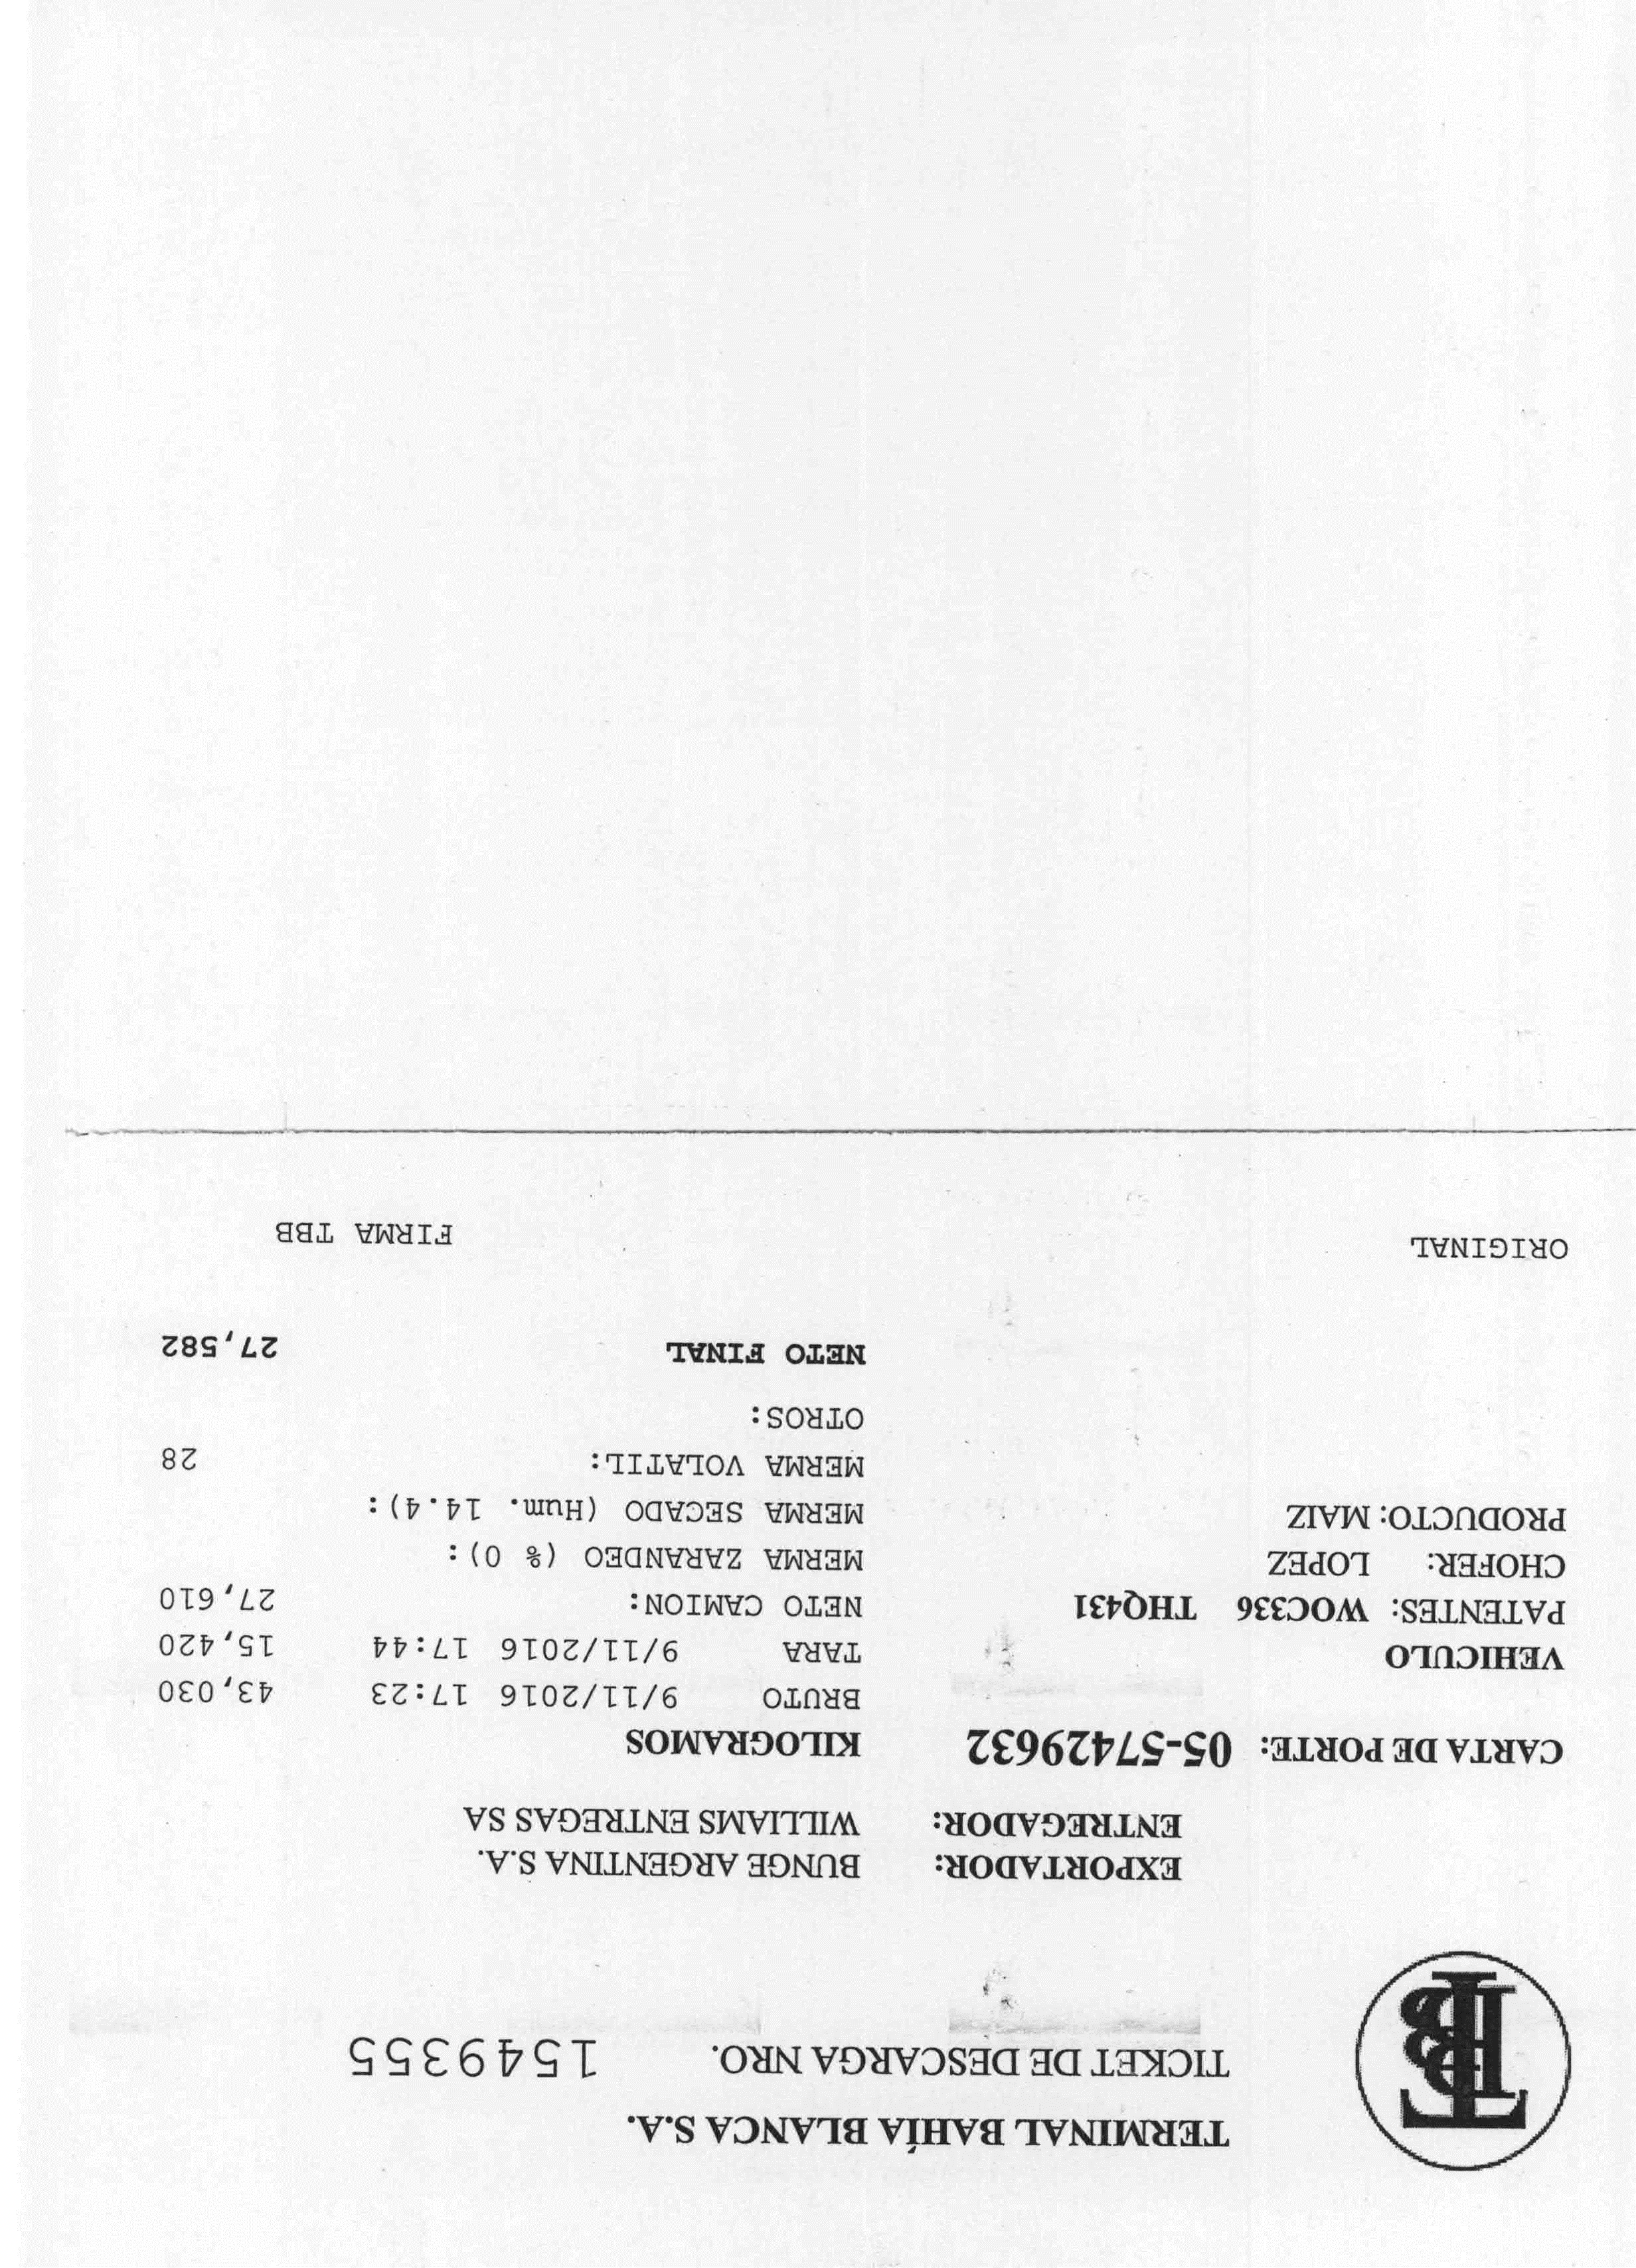 TBB
TERMINAL BAHÍA BLANCA S.A.
TICKET DE DESCARGA NRO. 1549355
EXPORTADOR: BUNGE ARGENTINA S.A.
ENTREGADOR: WILLIAMS ENTREGAS SA
CARTA DE PORTE: 05-57429632
KILOGRAMOS
BRUTO 9/11/2016 17:23 43,030
VEHICULO
TARA 9/11/2016 17:44 15,420
PATENTES: WOC336 THQ431
NETO CAMION: 27,610
CHOFER: LOPEZ
MERMA ZARANDEO (% 0):
PRODUCTO: MAIZ
MERMA SECADO (Hum. 14.4):
MERMA VOLATIL: 28
OTROS:
NETO FINAL 27,582
ORIGINAL
FIRMA TBB